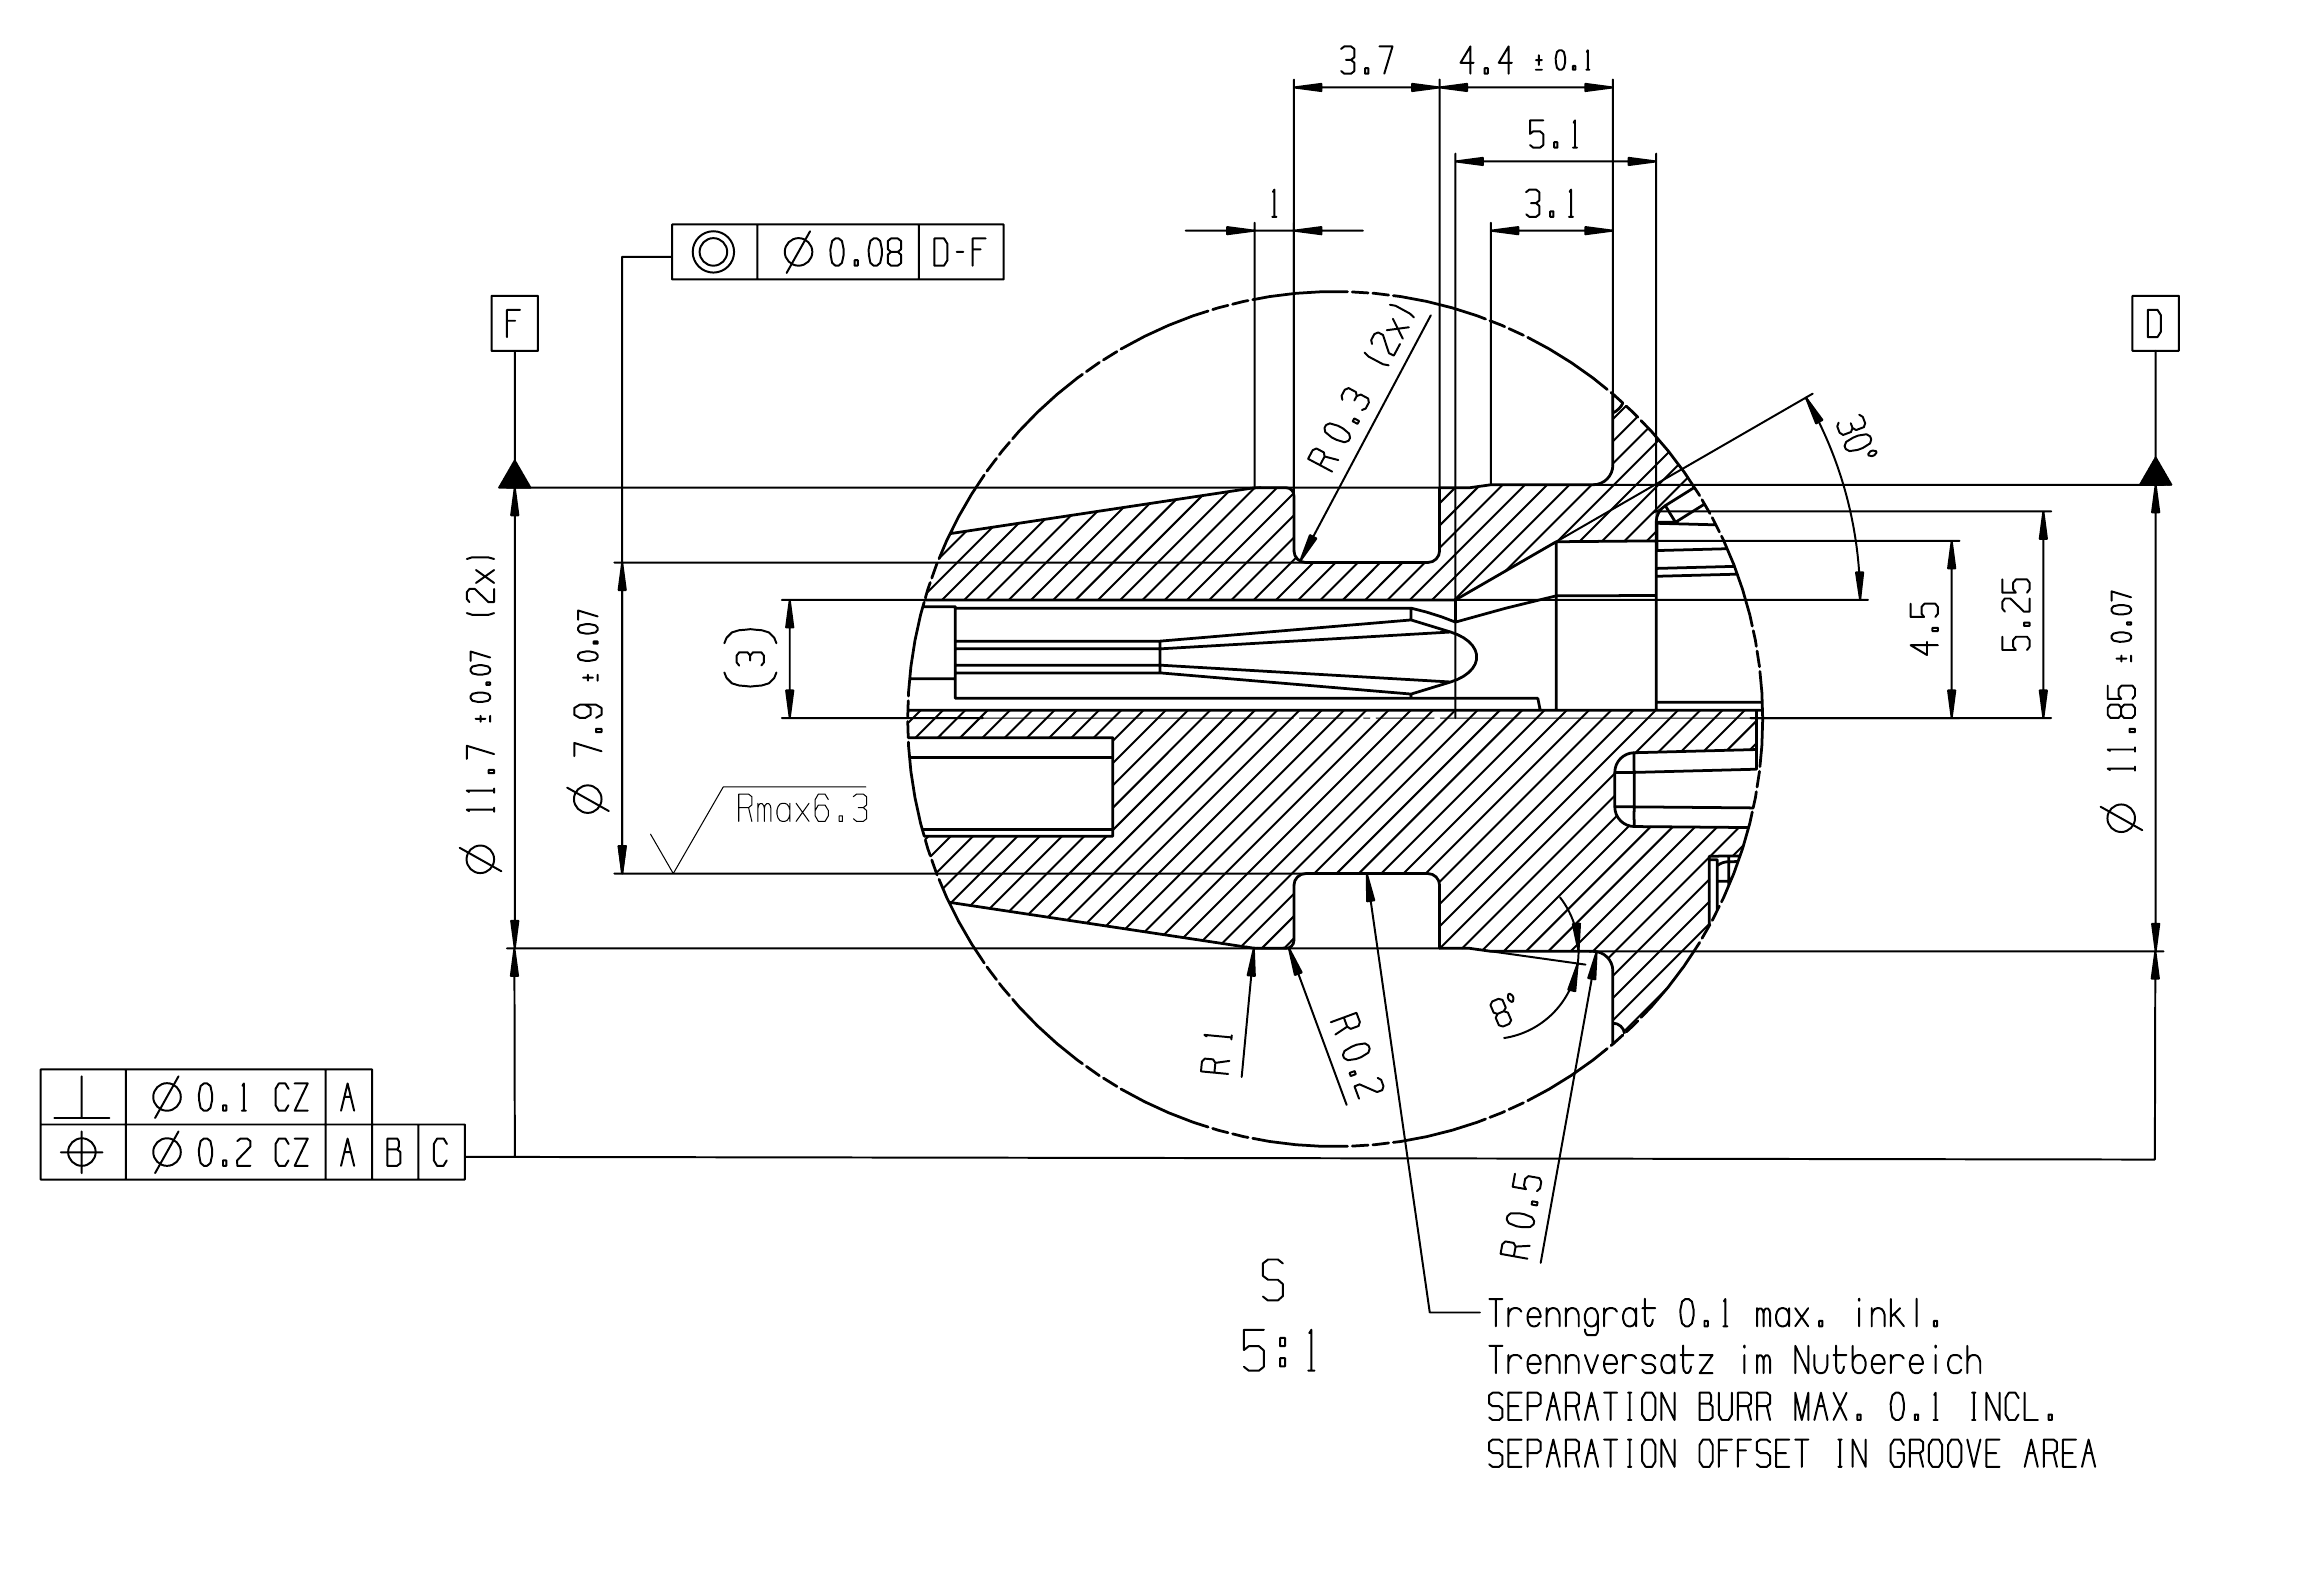 3.7
4.4 ± 0.1
5.1
1
3.1
Ø 0.08 D-F
F
D
R0.3 (2x)
30°
Ø 11.7 ± 0.07 (2x)
Ø 7.9 ± 0.07
(3)
4.5
5.25
Ø 11.85 ± 0.07
Rmax6.3
8°
R1
R0.2
R0.5
Ø 0.1 CZ A
Ø 0.2 CZ A B C
S
5:1
Trenngrat 0.1 max. inkl.
Trennversatz im Nutbereich
SEPARATION BURR MAX. 0.1 INCL.
SEPARATION OFFSET IN GROOVE AREA